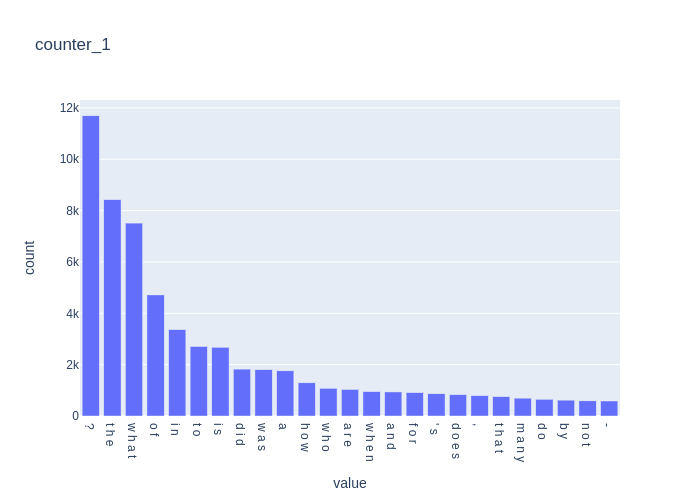 counter_1
12k
10k
8k
6k
4k
2k
0
count
?
the
what
of
in
to
is
did
was
a
how
who
are
when
and
for
's
does
,
that
many
do
by
not
-
value